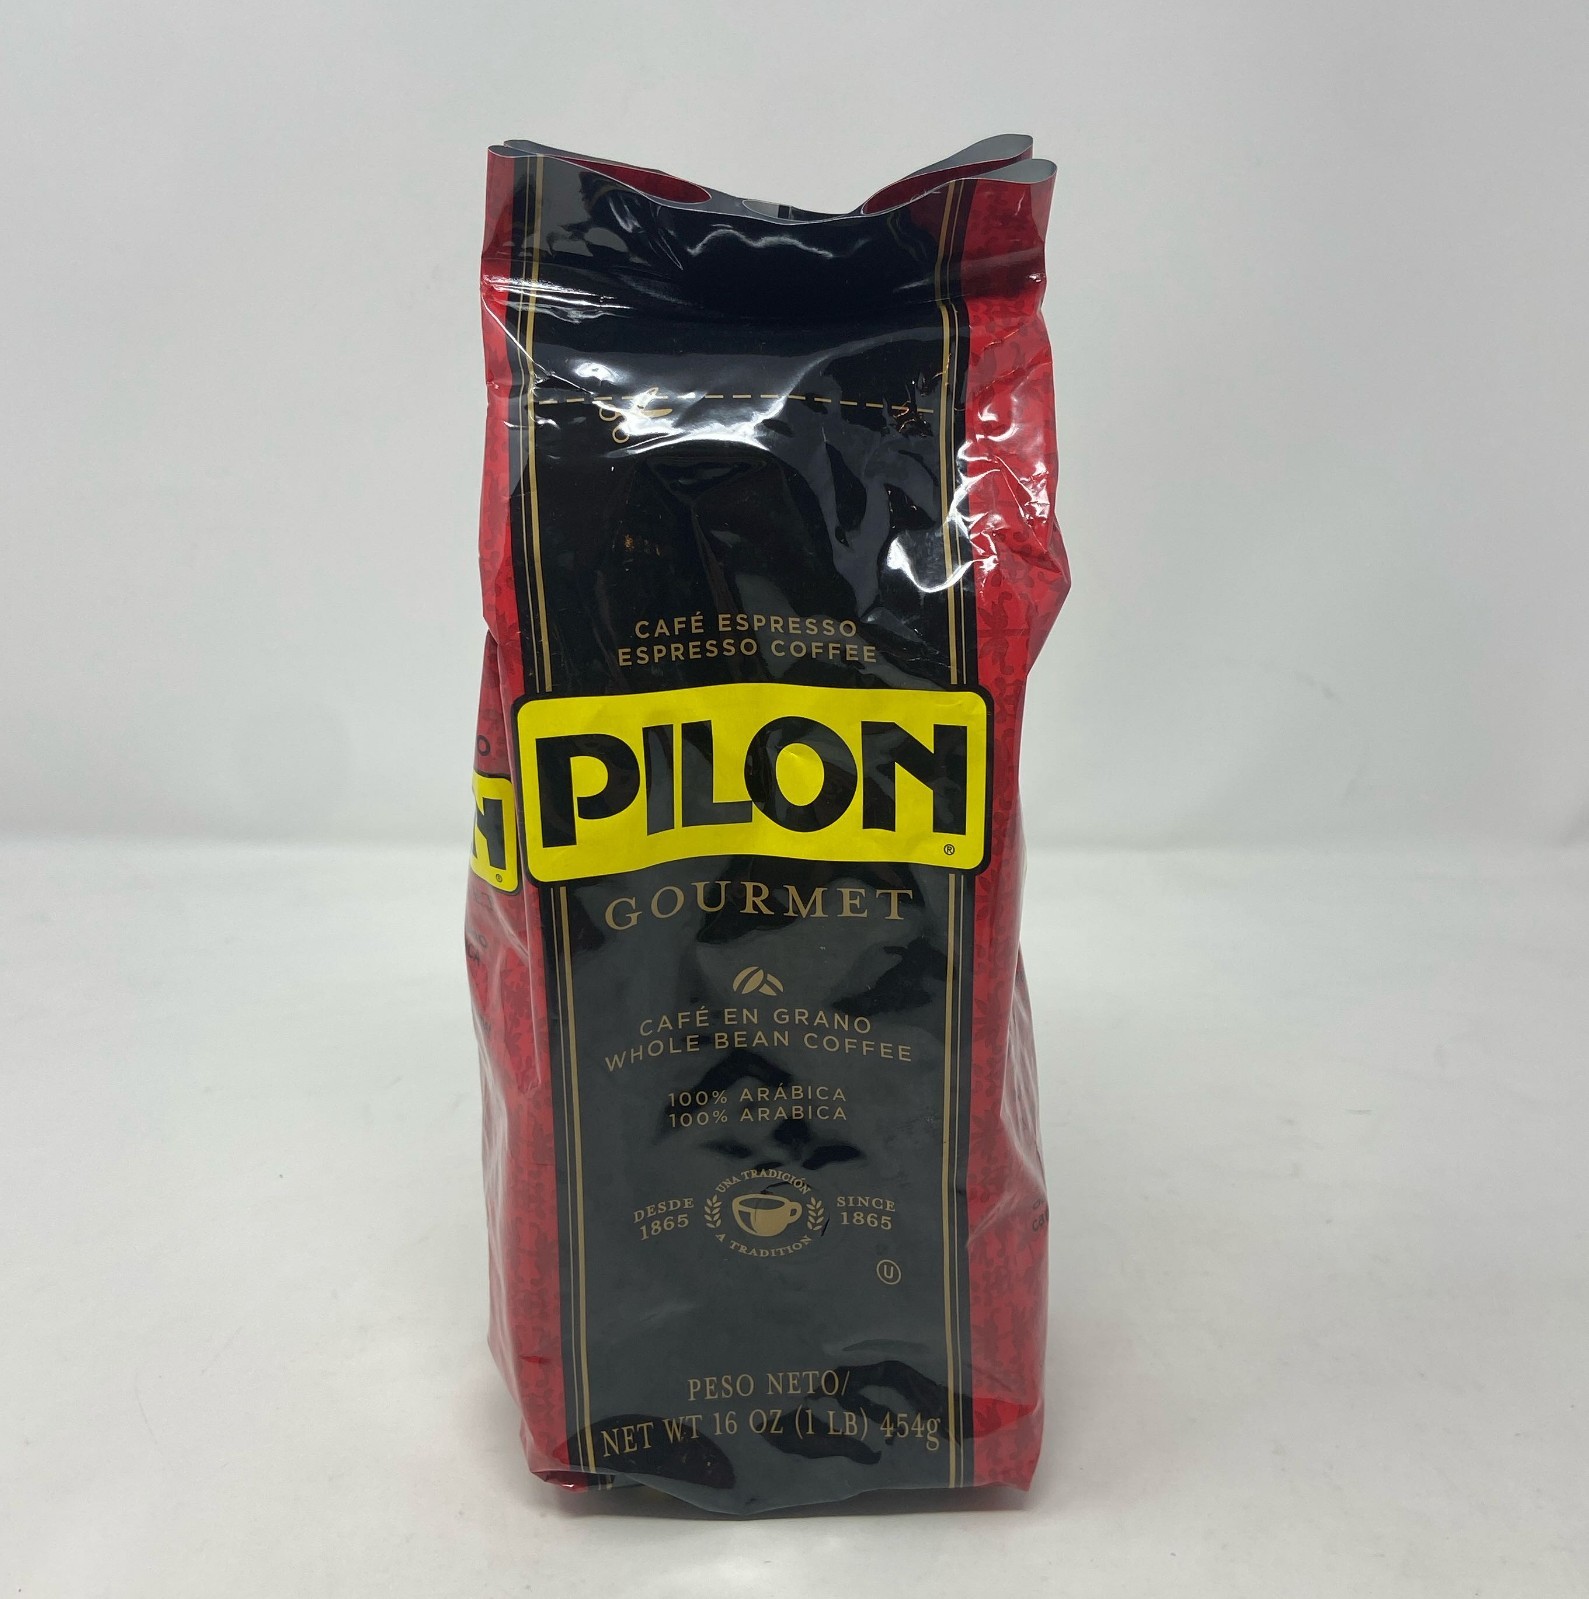 CAFÉ ESPRESSO
ESPRESSO COFFEE
PILON
®
GOURMET
CAFÉ EN GRANO
WHOLE BEAN COFFEE
100% ARÁBICA
100% ARABICA
UNA TRADICIÓN
DESDE
1865
SINCE
1865
A TRADITION
U
PESO NETO/
NET WT 16 OZ (1 LB) 454g
O
N
®